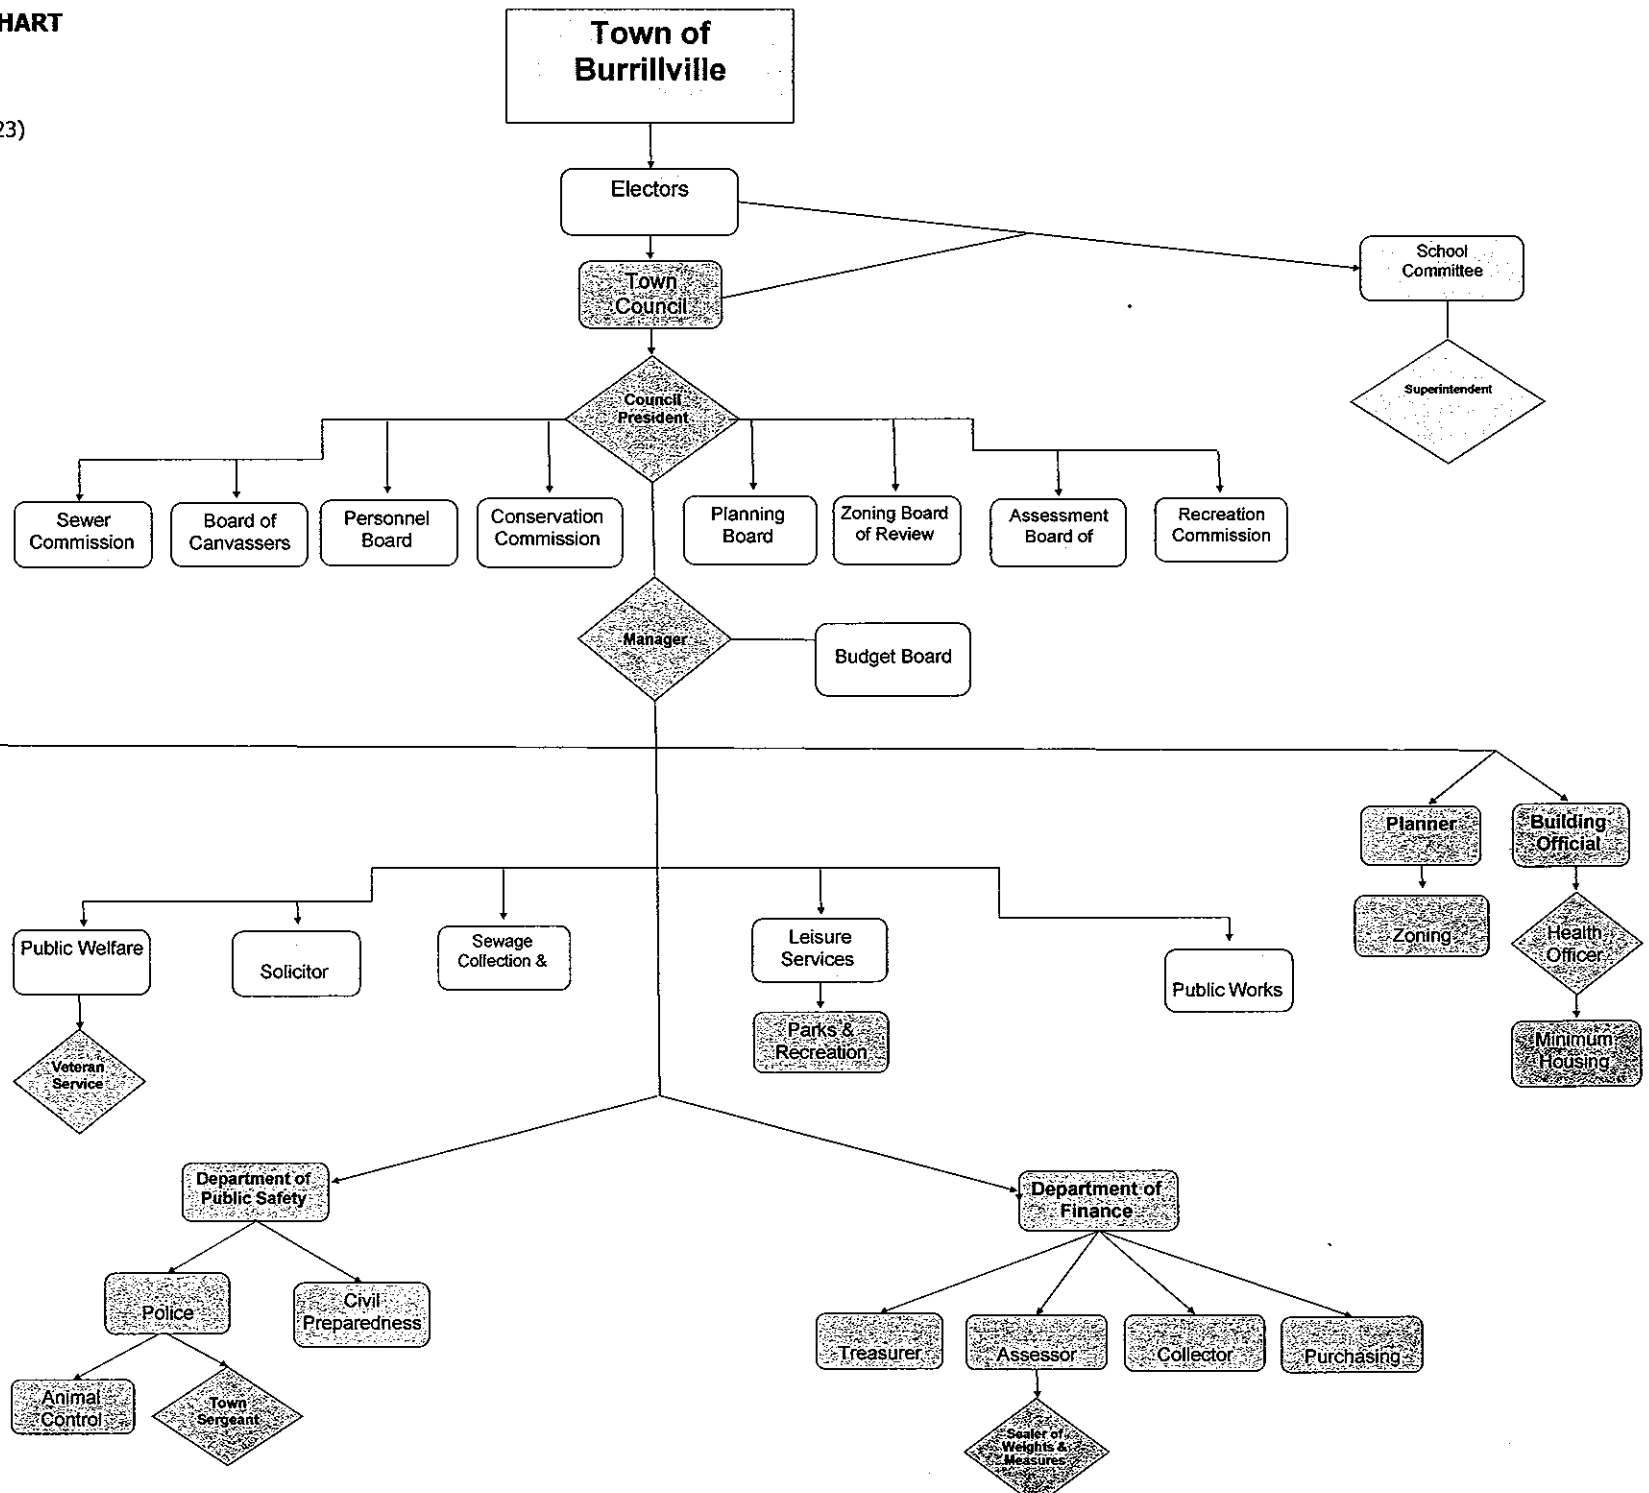 HART
23)
Town of
Burrillville
Electors
Town
Council
School
Committee
Superintendent
Council
President
Sewer
Commission
Board of
Canvassers
Personnel
Board
Conservation
Commission
Planning
Board
Zoning Board
of Review
Assessment
Board of
Recreation
Commission
Manager
Budget Board
Planner
Building
Official
Zoning
Health
Officer
Minimum
Housing
Public Welfare
Solicitor
Sewage
Collection &
Leisure
Services
Public Works
Parks &
Recreation
Veteran
Service
Department of
Public Safety
Department of
Finance
Police
Civil
Preparedness
Treasurer
Assessor
Collector
Purchasing
Animal
Control
Town
Sergeant
Sealer of
Weights &
Measures